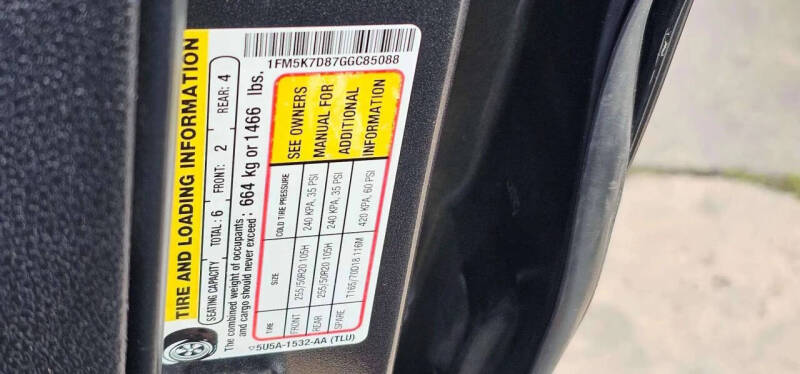 TIRE AND LOADING INFORMATION
SEATING CAPACITY TOTAL: 6 FRONT: 2 REAR: 4
The combined weight of occupants
and cargo should never exceed: 664 kg or 1466 lbs.
TIRE SIZE COLD TIRE PRESSURE SEE OWNERS
FRONT 255/50R20 105H 240 KPA, 35 PSI MANUAL FOR
REAR 255/50R20 105H 240 KPA, 35 PSI ADDITIONAL
SPARE T165/70D18 116M 420 KPA, 60 PSI INFORMATION
5U5A-1532-AA (TLU)
1FM5K7D87GGC85088